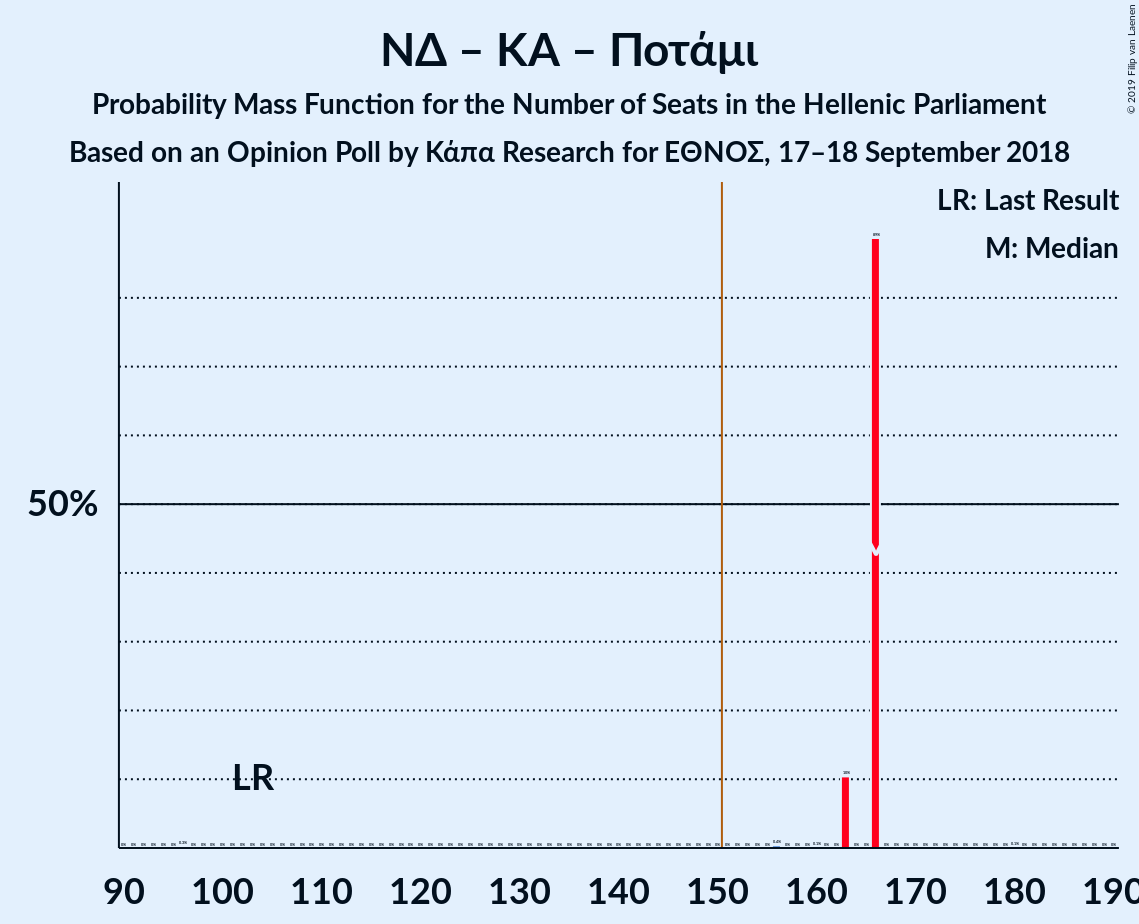 ΝΔ – ΚΑ – Ποτάμι
Probability Mass Function for the Number of Seats in the Hellenic Parliament
Based on an Opinion Poll by Κάπα Research for ΕΘΝΟΣ, 17–18 September 2018
© 2019 Filip van Laenen
LR: Last Result
M: Median
50%
LR
M
90 100 110 120 130 140 150 160 170 180 190